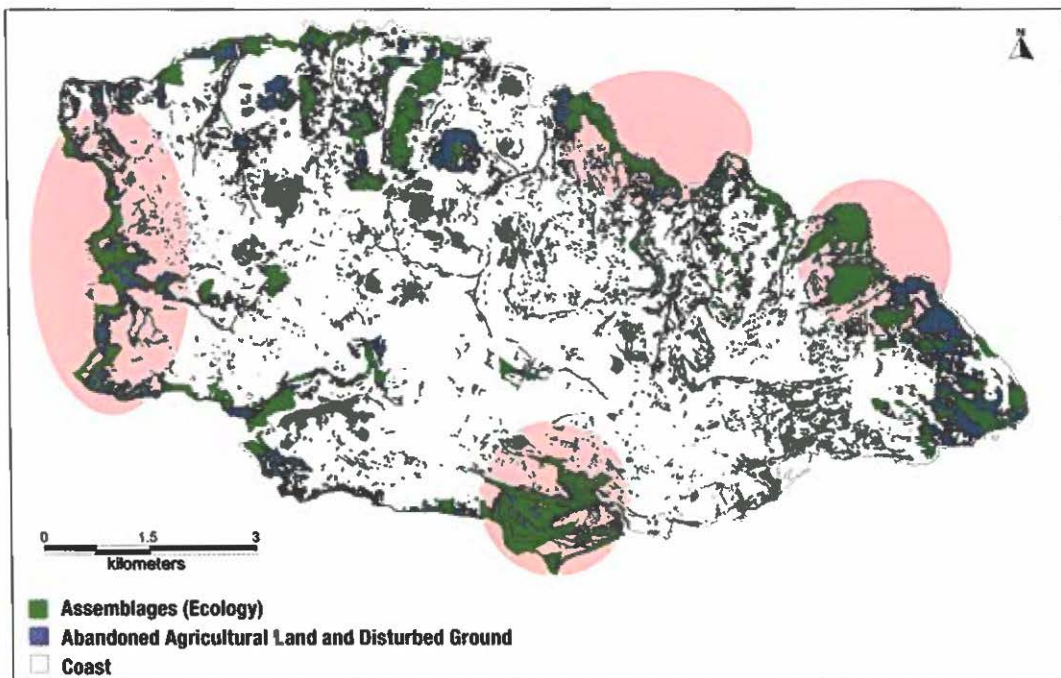 N
0 1.5 3
kilometers
Assemblages (Ecology)
Abandoned Agricultural Land and Disturbed Ground
Coast